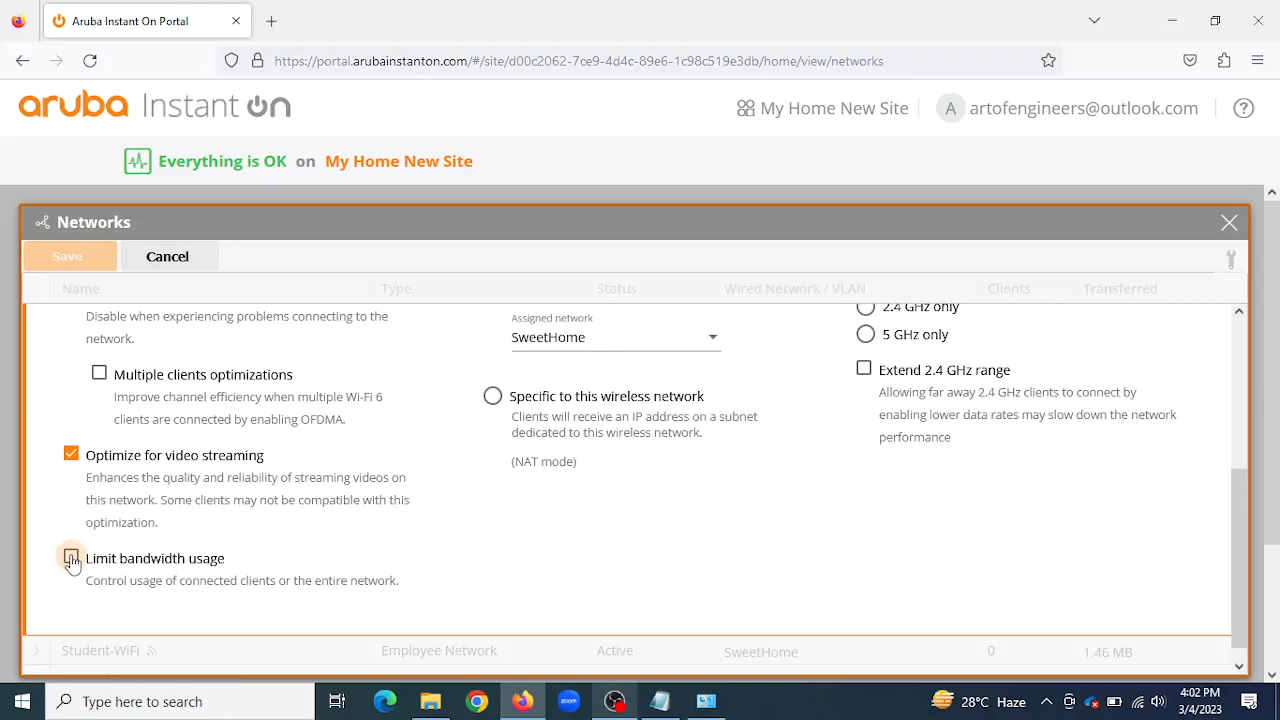 Aruba Instant On Portal
https://portal.arubainstanton.com/#/site/d00c2062-7ce9-4d4c-89e6-1c98c519e3db/home/view/networks
aruba Instant On
My Home New Site
A artofengineers@outlook.com
?
Everything is OK on My Home New Site
Networks
Save Cancel
Name Type Status Wired Network / VLAN Clients Transferred
Disable when experiencing problems connecting to the
network.
Multiple clients optimizations
Improve channel efficiency when multiple Wi-Fi 6
clients are connected by enabling OFDMA.
Optimize for video streaming
Enhances the quality and reliability of streaming videos on
this network. Some clients may not be compatible with this
optimization.
Limit bandwidth usage
Control usage of connected clients or the entire network.
Assigned network
SweetHome
Specific to this wireless network
Clients will receive an IP address on a subnet
dedicated to this wireless network.
(NAT mode)
2.4 GHz only
5 GHz only
Extend 2.4 GHz range
Allowing far away 2.4 GHz clients to connect by
enabling lower data rates may slow down the network
performance
Student-WiFi Employee Network Active SweetHome 0 1.46 MB
Type here to search
zoom
28°C Haze
4:02 PM
3/4/2023